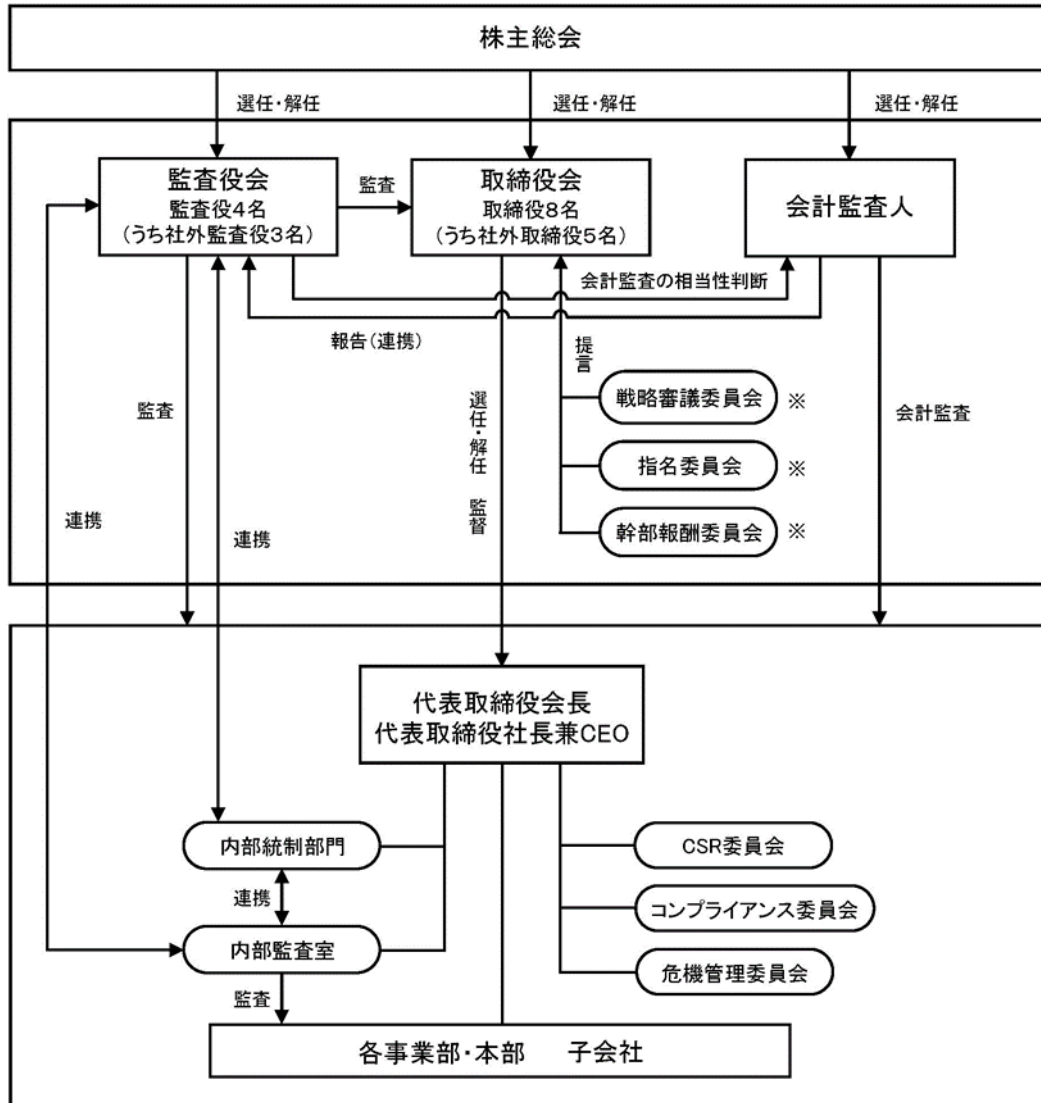 株主総会
選任・解任
選任・解任
選任・解任
監査役会
監査役4名
(うち社外監査役3名)
監査
取締役会
取締役8名
(うち社外取締役5名)
会計監査人
会計監査の相当性判断
報告(連携)
提言
戦略審議委員会 ※
指名委員会 ※
幹部報酬委員会 ※
監査
選任・解任 監督
会計監査
連携
連携
代表取締役会長
代表取締役社長兼CEO
内部統制部門
連携
内部監査室
監査
CSR委員会
コンプライアンス委員会
危機管理委員会
各事業部・本部 子会社